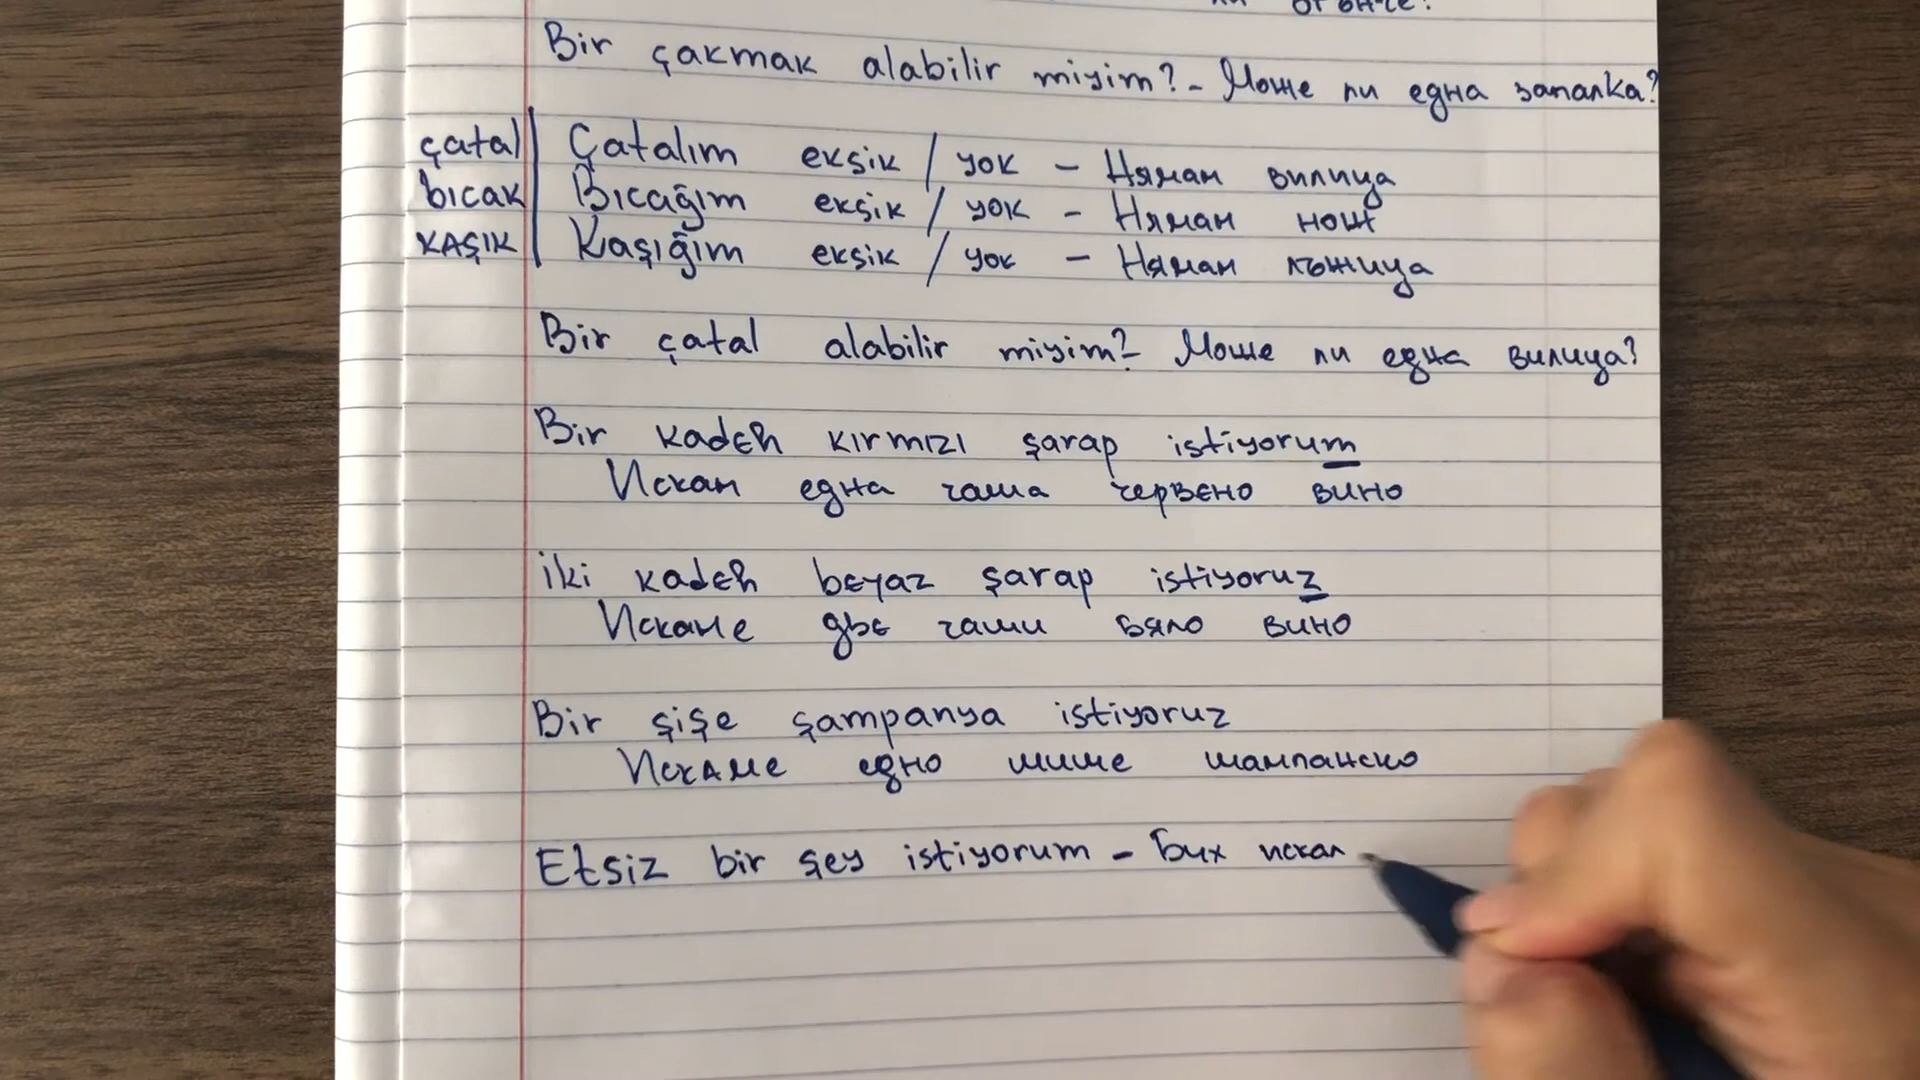 Bir çakmak alabilir miyim? - Може ли една запалка?
çatal | Çatalım eksik / yok - Нямам вилица
bıcak | Bıcağım eksik / yok - Нямам нож
KAŞIK | Kaşığım eksik / yok - Нямам лъжица
Bir çatal alabilir miyim? - Може ли една вилица?
Bir kadeh kırmızı şarap istiyorum
Искам една чаша червено вино
İki kadeh beyaz şarap istiyoruz
Искаме две чаши бяло вино
Bir şişe şampanya istiyoruz
Искаме едно шише шампанско
Etsiz bir şey istiyorum - Бих искал